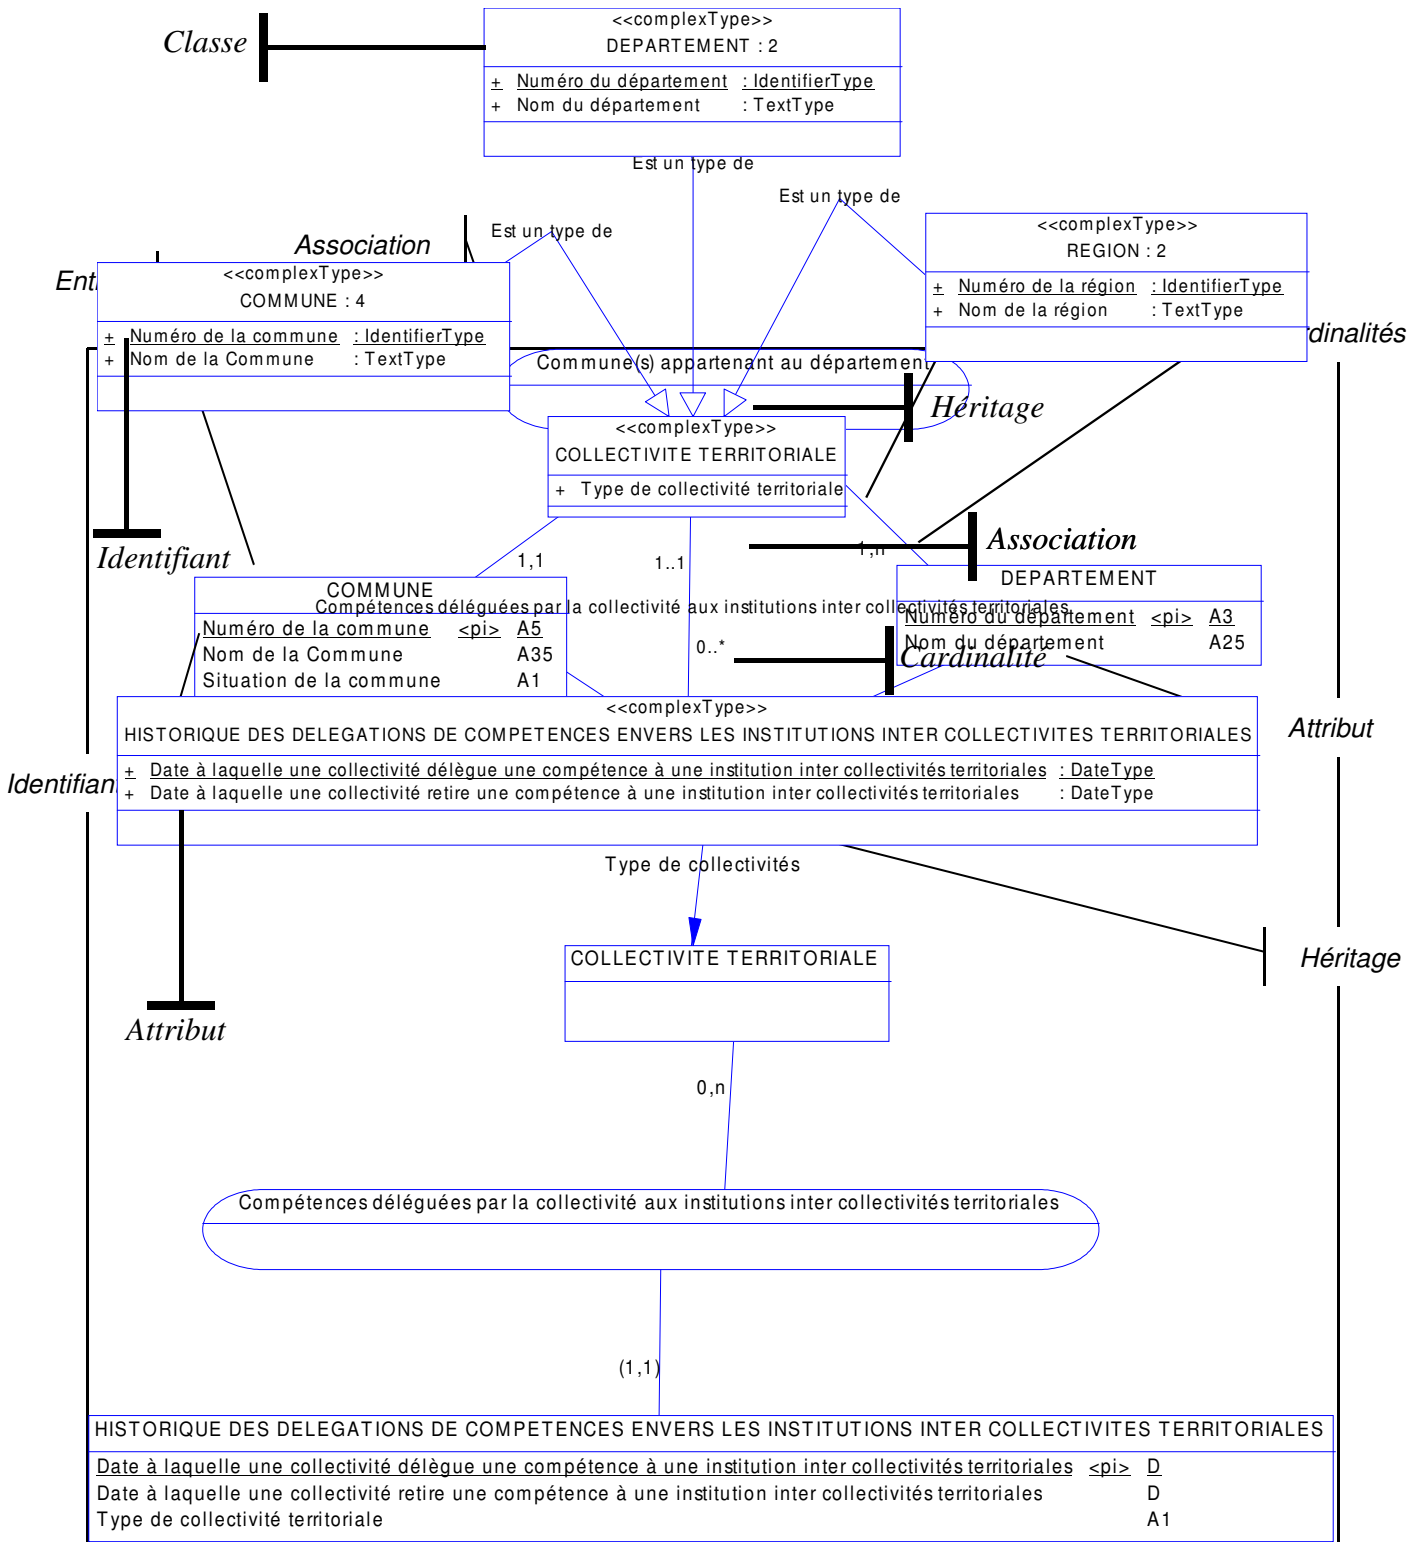 Classe
<<complexType>>
DEPARTEMENT : 2
+ Numéro du département : IdentifierType
+ Nom du département : TextType
Est un type de
Est un type de
Est un type de
Association
<<complexType>>
REGION : 2
+ Numéro de la région : IdentifierType
+ Nom de la région : TextType
<<complexType>>
COMMUNE : 4
+ Numéro de la commune : IdentifierType
+ Nom de la Commune : TextType
Commune(s) appartenant au département
Héritage
<<complexType>>
COLLECTIVITE TERRITORIALE
+ Type de collectivité territoriale
Identifiant
1,1
1..1
1,n
Association
COMMUNE
Numéro de la commune <pi> A5
Nom de la Commune A35
Situation de la commune A1
Compétences déléguées par la collectivité aux institutions inter collectivités territoriales
DEPARTEMENT
Numéro du département <pi> A3
Nom du département A25
0..*
Cardinalité
<<complexType>>
HISTORIQUE DES DELEGATIONS DE COMPETENCES ENVERS LES INSTITUTIONS INTER COLLECTIVITES TERRITORIALES
+ Date à laquelle une collectivité délègue une compétence à une institution inter collectivités territoriales : DateType
+ Date à laquelle une collectivité retire une compétence à une institution inter collectivités territoriales : DateType
Attribut
Type de collectivités
COLLECTIVITE TERRITORIALE
Héritage
Attribut
0,n
Compétences déléguées par la collectivité aux institutions inter collectivités territoriales
(1,1)
HISTORIQUE DES DELEGATIONS DE COMPETENCES ENVERS LES INSTITUTIONS INTER COLLECTIVITES TERRITORIALES
Date à laquelle une collectivité délègue une compétence à une institution inter collectivités territoriales <pi> D
Date à laquelle une collectivité retire une compétence à une institution inter collectivités territoriales D
Type de collectivité territoriale A1